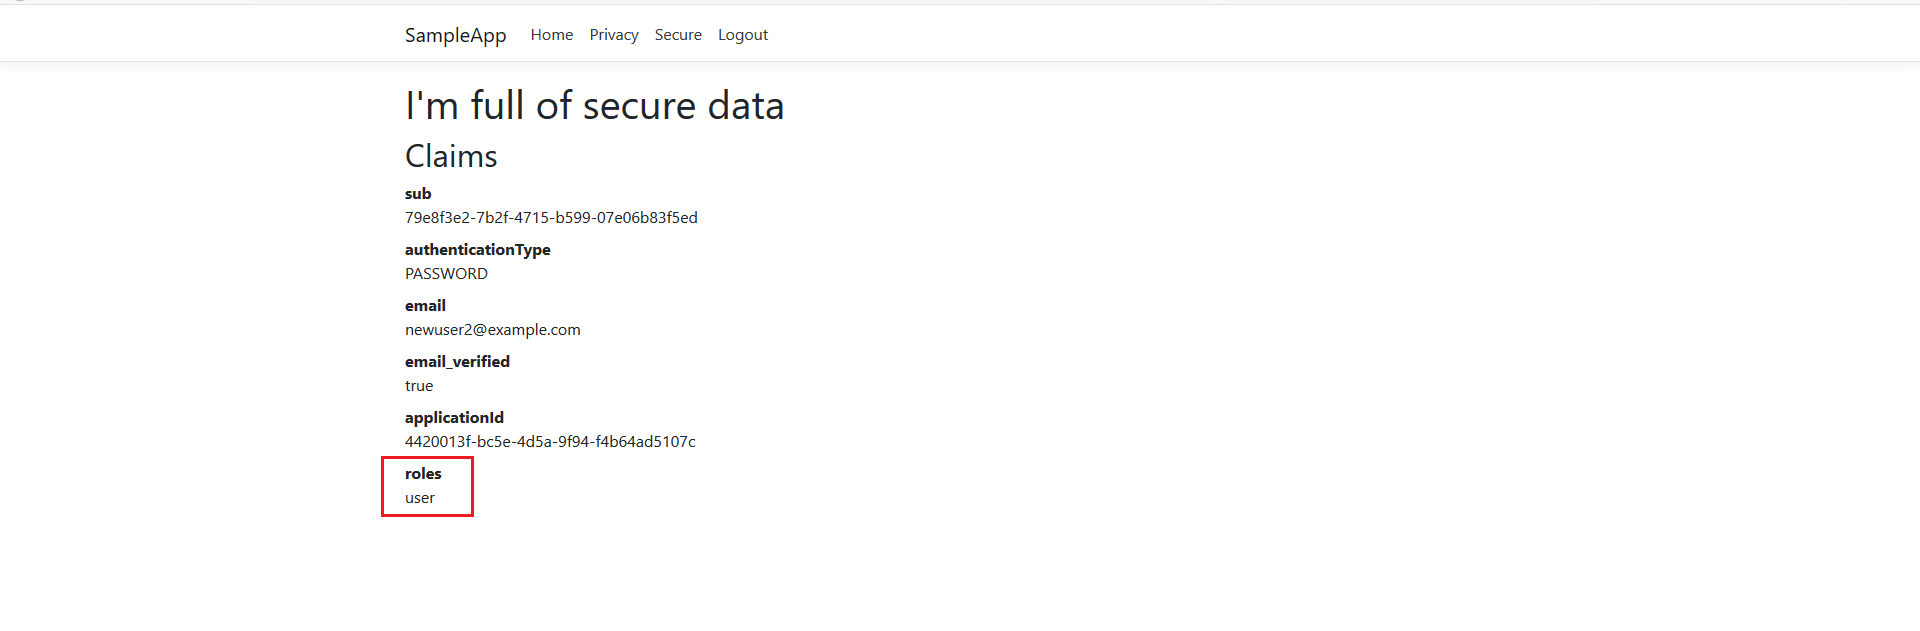 SampleApp Home Privacy Secure Logout
I'm full of secure data
Claims
sub
79e8f3e2-7b2f-4715-b599-07e06b83f5ed
authenticationType
PASSWORD
email
newuser2@example.com
email_verified
true
applicationId
4420013f-bc5e-4d5a-9f94-f4b64ad5107c
roles
user